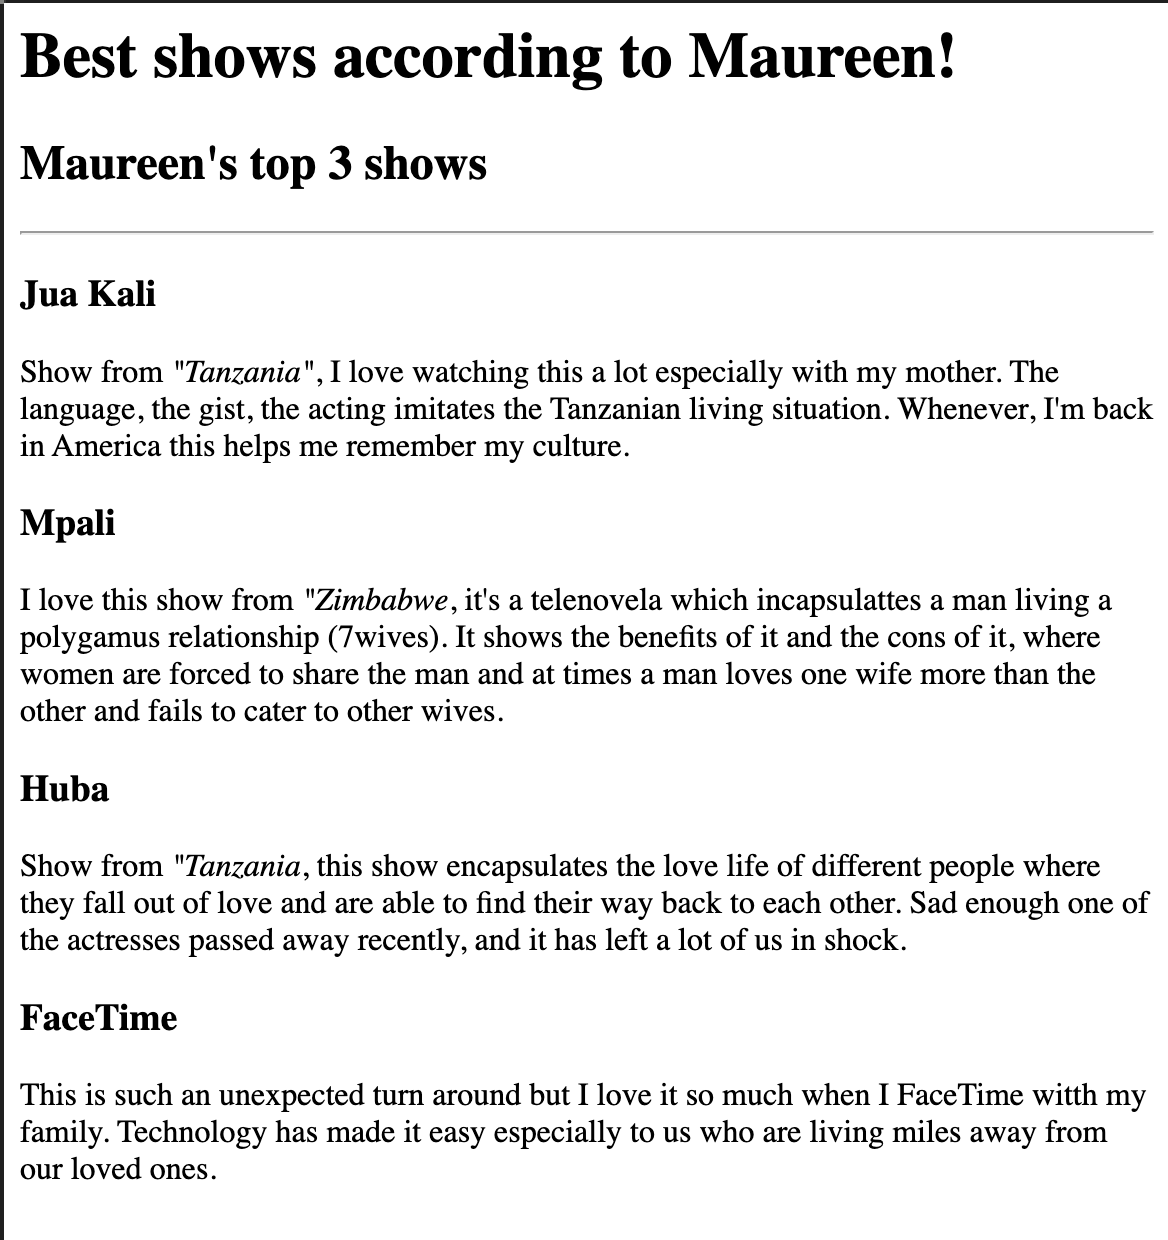 Best shows according to Maureen!
Maureen's top 3 shows
Jua Kali
Show from "Tanzania", I love watching this a lot especially with my mother. The
language, the gist, the acting imitates the Tanzanian living situation. Whenever, I'm back
in America this helps me remember my culture.
Mpali
I love this show from "Zimbabwe, it's a telenovela which incapsulattes a man living a
polygamus relationship (7wives). It shows the benefits of it and the cons of it, where
women are forced to share the man and at times a man loves one wife more than the
other and fails to cater to other wives.
Huba
Show from "Tanzania, this show encapsulates the love life of different people where
they fall out of love and are able to find their way back to each other. Sad enough one of
the actresses passed away recently, and it has left a lot of us in shock.
FaceTime
This is such an unexpected turn around but I love it so much when I FaceTime witth my
family. Technology has made it easy especially to us who are living miles away from
our loved ones.